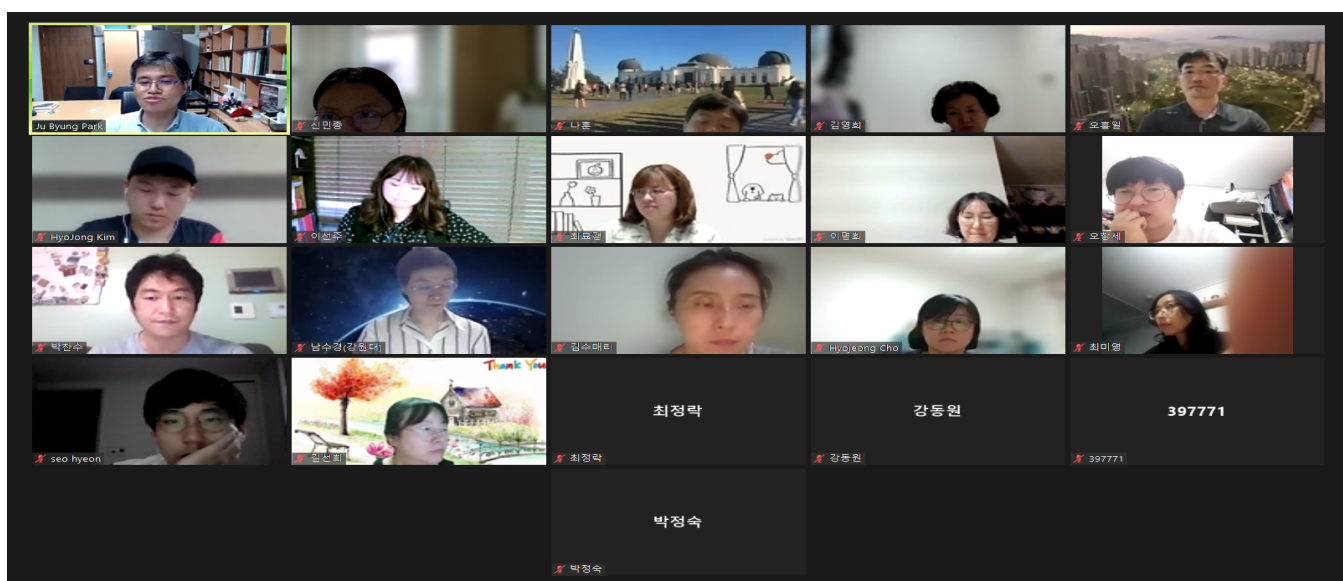 Ju Byung Park
신민종
나훈
김영희
오흥일
HyoJong Kim
이선주
최묘경
이명희
오창세
박찬수
남수경(강원대)
김수매리
Hyojeong Cho
최미영
seo hyeon
Thank You
김선희
최정락
최정락
강동원
강동원
397771
397771
박정숙
박정숙